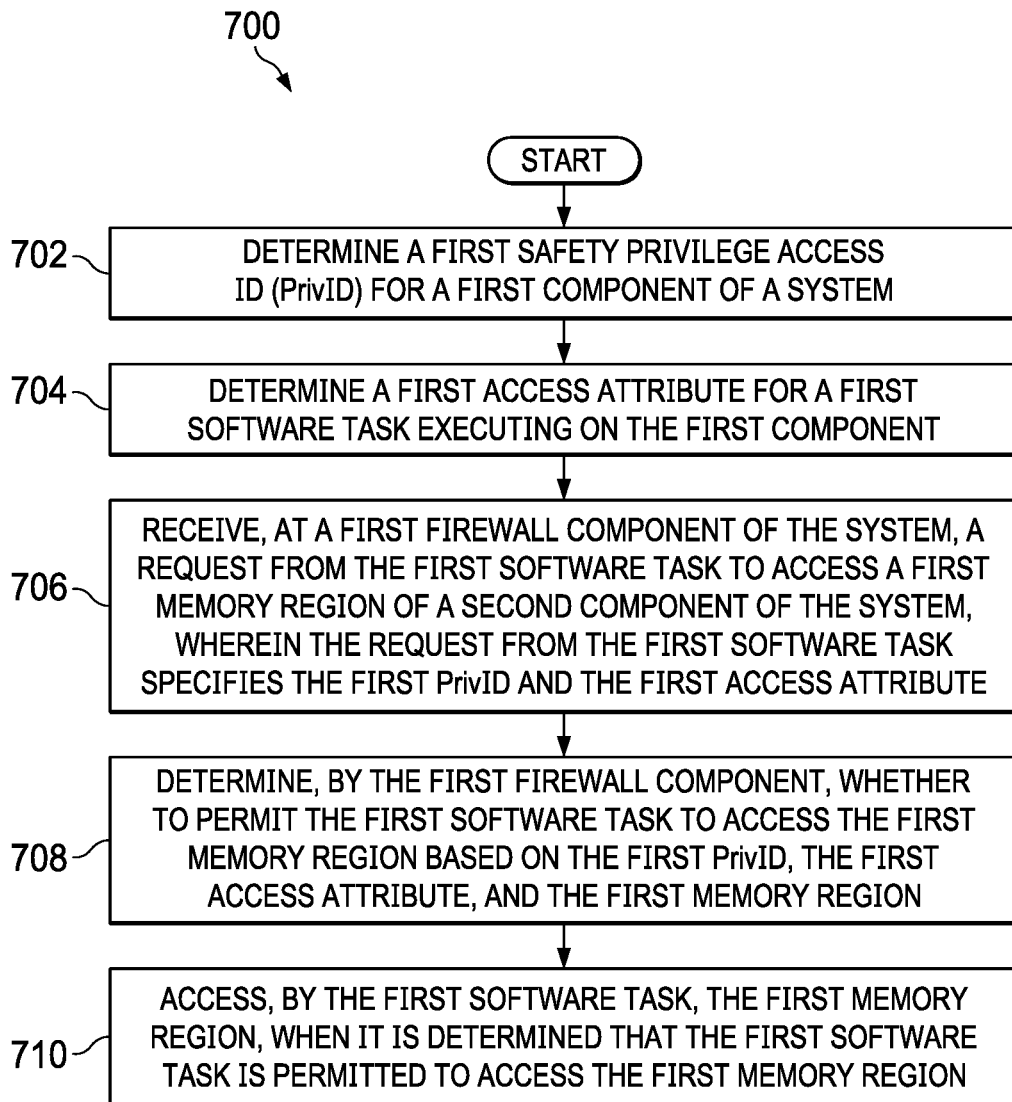 700
START
702
DETERMINE A FIRST SAFETY PRIVILEGE ACCESS
ID (PrivID) FOR A FIRST COMPONENT OF A SYSTEM
704
DETERMINE A FIRST ACCESS ATTRIBUTE FOR A FIRST
SOFTWARE TASK EXECUTING ON THE FIRST COMPONENT
706
RECEIVE, AT A FIRST FIREWALL COMPONENT OF THE SYSTEM, A
REQUEST FROM THE FIRST SOFTWARE TASK TO ACCESS A FIRST
MEMORY REGION OF A SECOND COMPONENT OF THE SYSTEM,
WHEREIN THE REQUEST FROM THE FIRST SOFTWARE TASK
SPECIFIES THE FIRST PrivID AND THE FIRST ACCESS ATTRIBUTE
708
DETERMINE, BY THE FIRST FIREWALL COMPONENT, WHETHER
TO PERMIT THE FIRST SOFTWARE TASK TO ACCESS THE FIRST
MEMORY REGION BASED ON THE FIRST PrivID, THE FIRST
ACCESS ATTRIBUTE, AND THE FIRST MEMORY REGION
710
ACCESS, BY THE FIRST SOFTWARE TASK, THE FIRST MEMORY
REGION, WHEN IT IS DETERMINED THAT THE FIRST SOFTWARE
TASK IS PERMITTED TO ACCESS THE FIRST MEMORY REGION